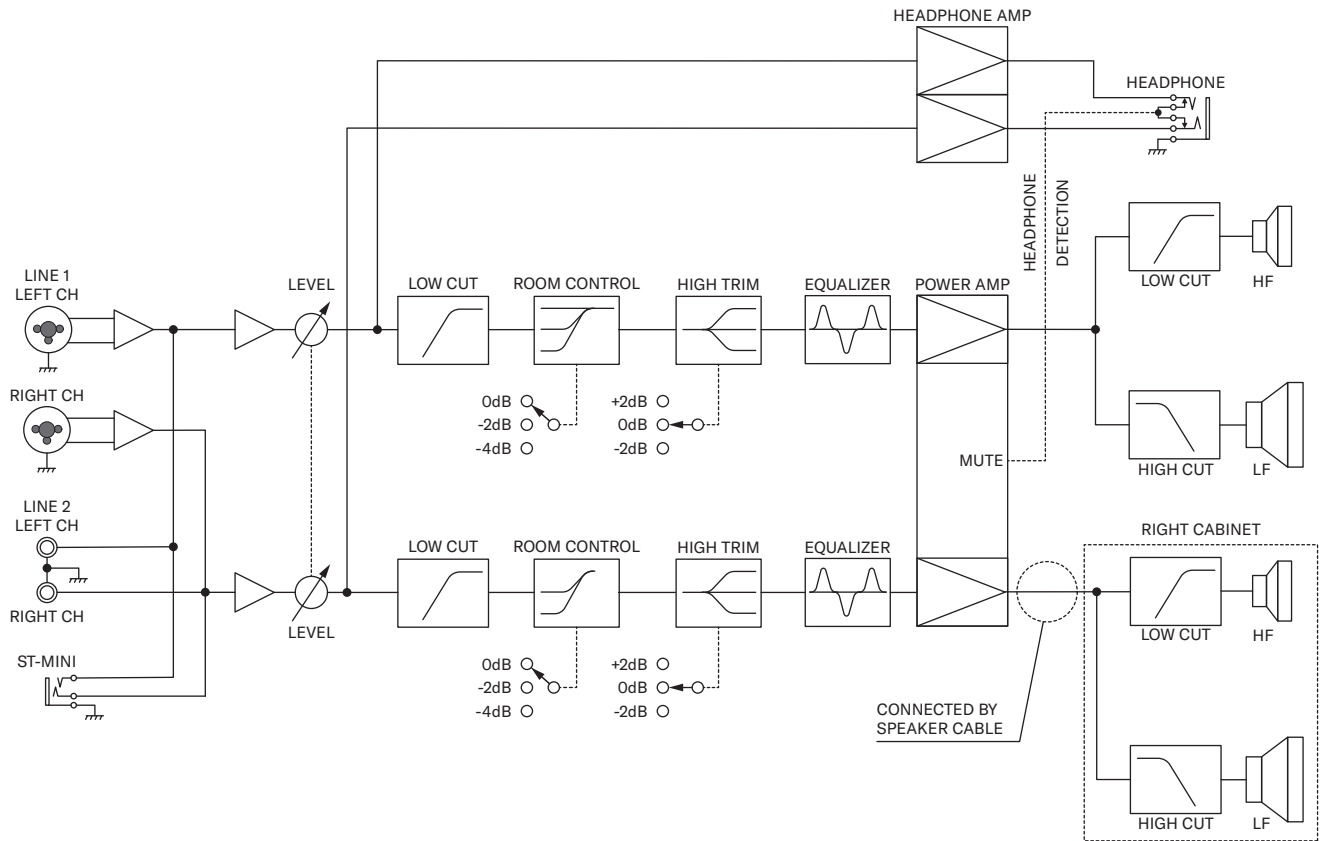 HEADPHONE AMP
HEADPHONE
HEADPHONE
DETECTION
LINE 1
LEFT CH
LEVEL
LOW CUT
ROOM CONTROL
HIGH TRIM
EQUALIZER
POWER AMP
LOW CUT
HF
RIGHT CH
0dB
-2dB
-4dB
+2dB
0dB
-2dB
MUTE
HIGH CUT
LF
LINE 2
LEFT CH
RIGHT CH
LEVEL
LOW CUT
ROOM CONTROL
HIGH TRIM
EQUALIZER
RIGHT CABINET
LOW CUT
HF
ST-MINI
0dB
-2dB
-4dB
+2dB
0dB
-2dB
CONNECTED BY
SPEAKER CABLE
HIGH CUT
LF